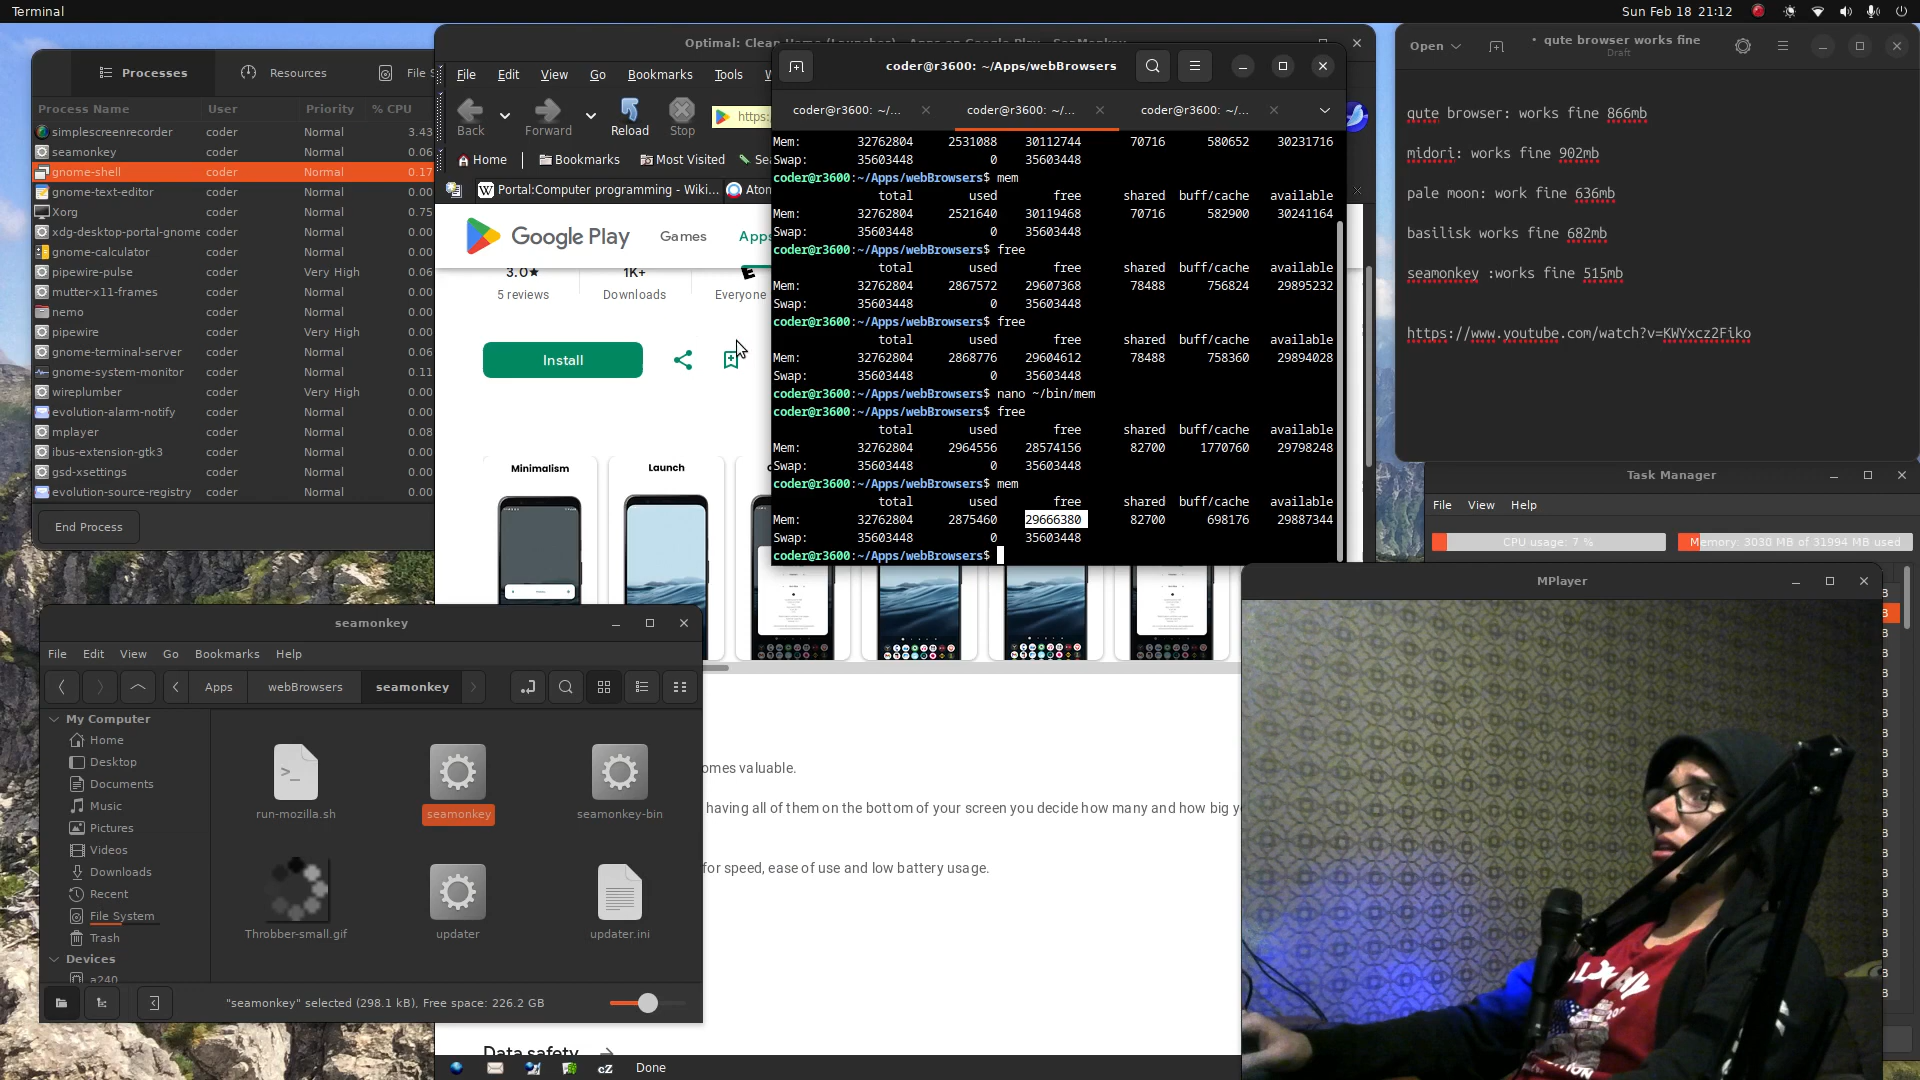 Terminal
Sun Feb 18 21:12
Processes
Resources
File S
Process Name User Priority % CPU
simplescreenrecorder coder Normal 3.43
seamonkey coder Normal 0.06
gnome-shell coder Normal 0.17
gnome-text-editor coder Normal 0.00
Xorg coder Normal 0.75
xdg-desktop-portal-gnome coder Normal 0.00
gnome-calculator coder Normal 0.00
pipewire-pulse coder Very High 0.06
mutter-x11-frames coder Normal 0.00
nemo coder Normal 0.00
pipewire coder Very High 0.00
gnome-terminal-server coder Normal 0.06
gnome-system-monitor coder Normal 0.11
wireplumber coder Very High 0.00
evolution-alarm-notify coder Normal 0.00
mplayer coder Normal 0.08
ibus-extension-gtk3 coder Normal 0.00
gsd-xsettings coder Normal 0.00
evolution-source-registry coder Normal 0.00
End Process
Optimal: Clean Home (Launcher) - Apps on Google Play - SeaMonkey
File Edit View Go Bookmarks Tools W
Back Forward Reload Stop https:
Home Bookmarks Most Visited Sea
Portal:Computer programming - Wiki... Aton
Google Play Games Apps
3.0★ 1K+ E
5 reviews Downloads Everyone
Install
Minimalism Launch
omes valuable.
having all of them on the bottom of your screen you decide how many and how big y
for speed, ease of use and low battery usage.
Data safety
cZ Done
coder@r3600: ~/Apps/webBrowsers
coder@r3600: ~/... coder@r3600: ~/... coder@r3600: ~/...
Mem: 32762804 2531088 30112744 70716 580652 30231716
Swap: 35603448 0 35603448
coder@r3600:~/Apps/webBrowsers$ mem
total used free shared buff/cache available
Mem: 32762804 2521640 30119468 70716 582900 30241164
Swap: 35603448 0 35603448
coder@r3600:~/Apps/webBrowsers$ free
total used free shared buff/cache available
Mem: 32762804 2867572 29607368 78488 756824 29895232
Swap: 35603448 0 35603448
coder@r3600:~/Apps/webBrowsers$ free
total used free shared buff/cache available
Mem: 32762804 2868776 29604612 78488 758360 29894028
Swap: 35603448 0 35603448
coder@r3600:~/Apps/webBrowsers$ nano ~/bin/mem
coder@r3600:~/Apps/webBrowsers$ free
total used free shared buff/cache available
Mem: 32762804 2964556 28574156 82700 1770760 29798248
Swap: 35603448 0 35603448
coder@r3600:~/Apps/webBrowsers$ mem
total used free shared buff/cache available
Mem: 32762804 2875460 29666380 82700 698176 29887344
Swap: 35603448 0 35603448
coder@r3600:~/Apps/webBrowsers$
Open
• qute browser works fine
Draft
qute browser: works fine 866mb
midori: works fine 902mb
pale moon: work fine 636mb
basilisk works fine 682mb
seamonkey :works fine 515mb
https://www.youtube.com/watch?v=KWYxcz2Fiko
Task Manager
File View Help
CPU usage: 7 % Memory: 3030 MB of 31994 MB used
MPlayer
seamonkey
File Edit View Go Bookmarks Help
Apps webBrowsers seamonkey
My Computer
Home
Desktop
Documents
Music
Pictures
Videos
Downloads
Recent
File System
Trash
Devices
a240
run-mozilla.sh seamonkey seamonkey-bin
Throbber-small.gif updater updater.ini
"seamonkey" selected (298.1 kB), Free space: 226.2 GB